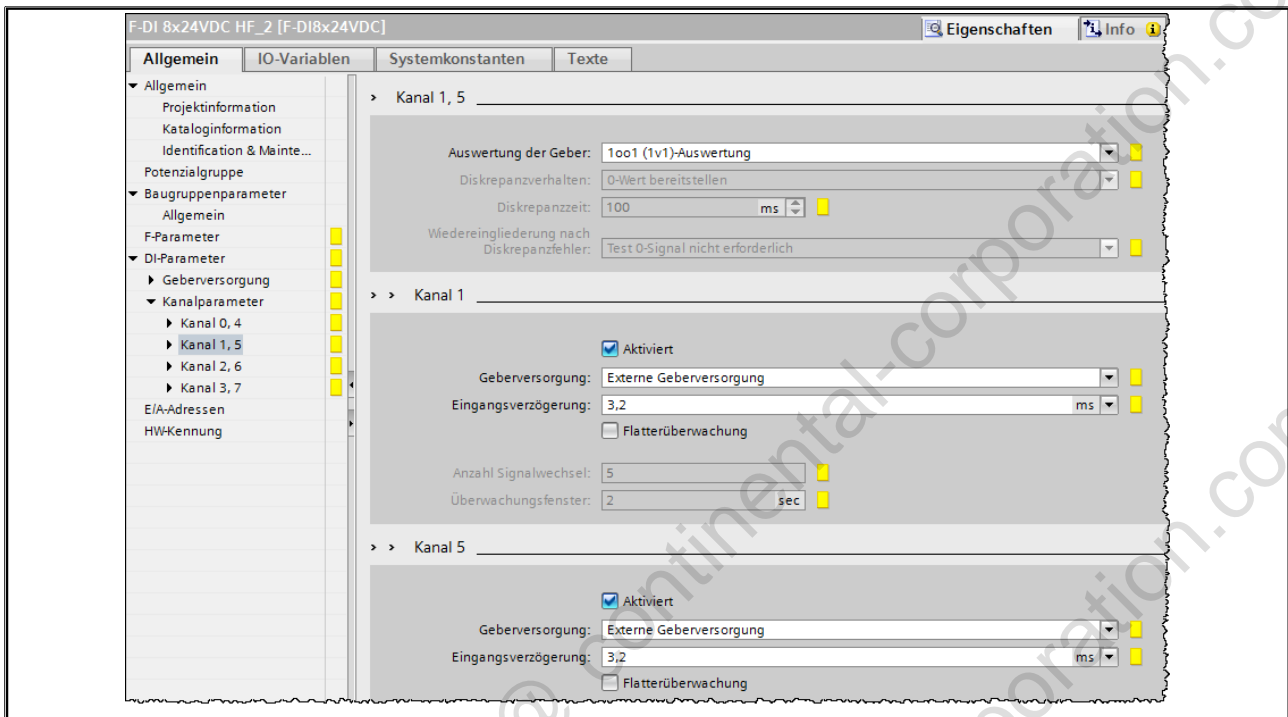 F-DI 8x24VDC HF_2 [F-DI8x24VDC]
Eigenschaften
Info
Allgemein
IO-Variablen
Systemkonstanten
Texte
Allgemein
Projektinformation
Kataloginformation
Identification & Mainte...
Potenzialgruppe
Baugruppenparameter
Allgemein
F-Parameter
DI-Parameter
Geberversorgung
Kanalparameter
Kanal 0, 4
Kanal 1, 5
Kanal 2, 6
Kanal 3, 7
E/A-Adressen
HW-Kennung
Kanal 1, 5
Auswertung der Geber: 1oo1 (1v1)-Auswertung
Diskrepanzverhalten: 0-Wert bereitstellen
Diskrepanzzeit: 100 ms
Wiedereingliederung nach
Diskrepanzfehler: Test 0-Signal nicht erforderlich
Kanal 1
Aktiviert
Geberversorgung: Externe Geberversorgung
Eingangsverzögerung: 3,2 ms
Flatterüberwachung
Anzahl Signalwechsel: 5
Überwachungsfenster: 2 sec
Kanal 5
Aktiviert
Geberversorgung: Externe Geberversorgung
Eingangsverzögerung: 3,2 ms
Flatterüberwachung
@ continental-corporation.com